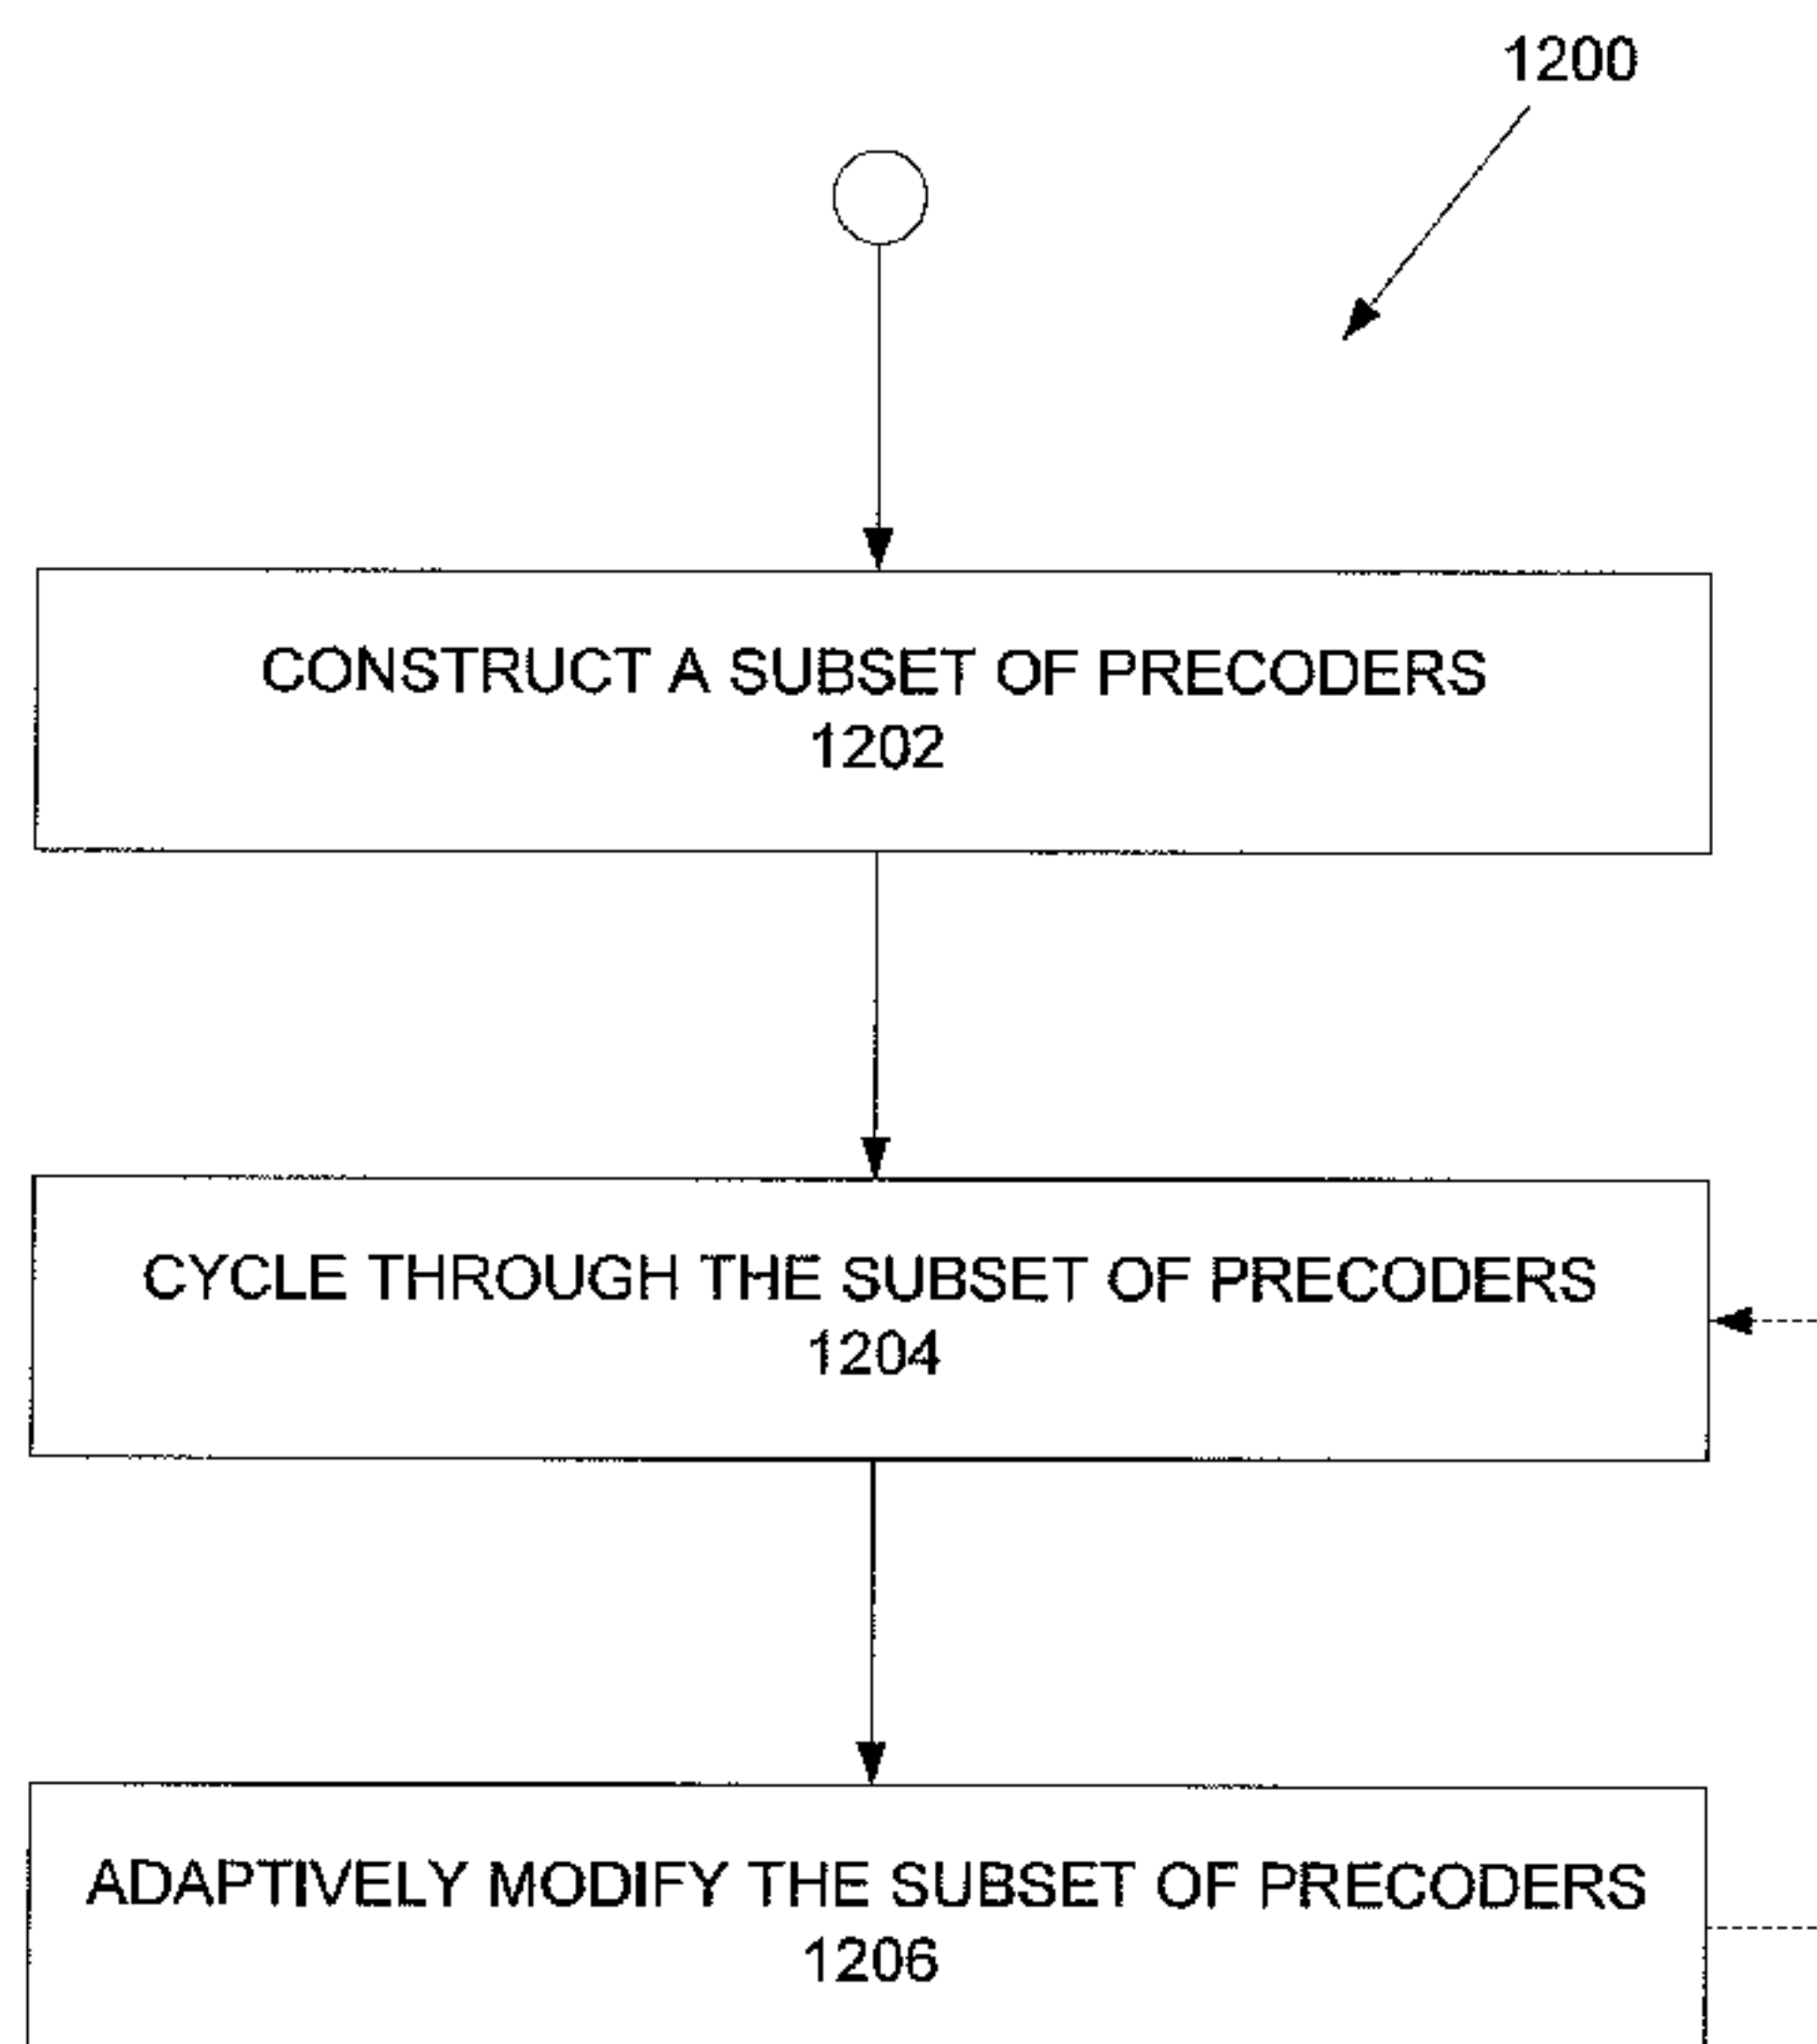 1200
CONSTRUCT A SUBSET OF PRECODERS
1202
CYCLE THROUGH THE SUBSET OF PRECODERS
1204
ADAPTIVELY MODIFY THE SUBSET OF PRECODERS
1206